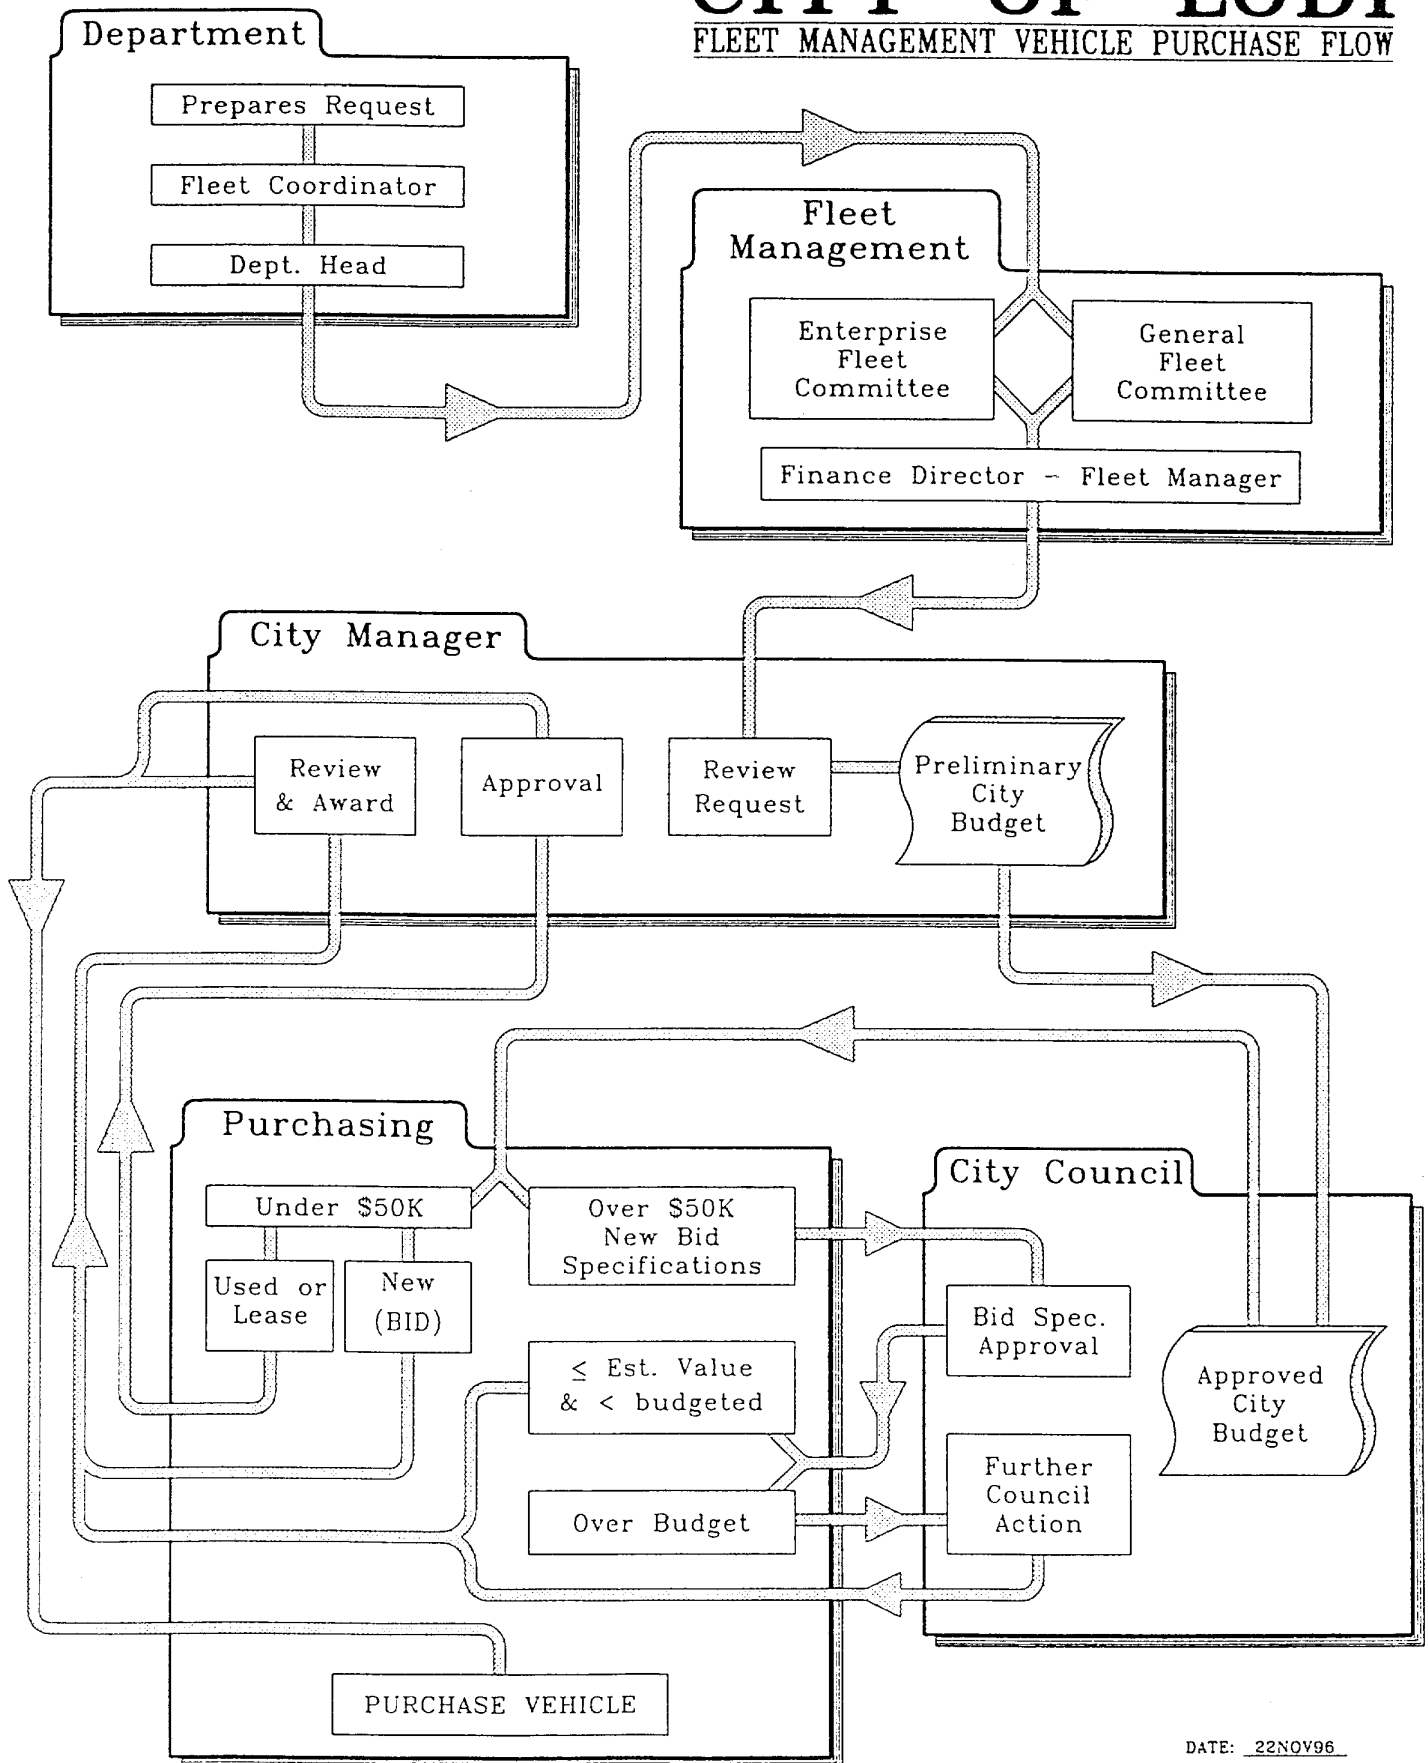 CITY OF LODI
FLEET MANAGEMENT VEHICLE PURCHASE FLOW
Department
Prepares Request
Fleet Coordinator
Dept. Head
Fleet
Management
Enterprise
Fleet
Committee
General
Fleet
Committee
Finance Director - Fleet Manager
City Manager
Review
& Award
Approval
Review
Request
Preliminary
City
Budget
Purchasing
Under $50K
Used or
Lease
New
(BID)
Over $50K
New Bid
Specifications
≤ Est. Value
& < budgeted
Over Budget
PURCHASE VEHICLE
City Council
Bid Spec.
Approval
Further
Council
Action
Approved
City
Budget
DATE: 22NOV96